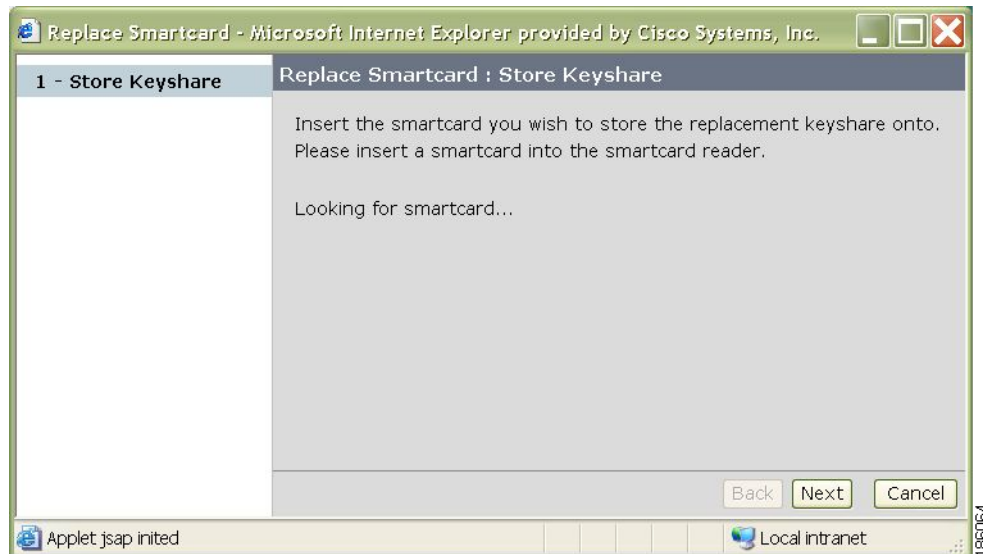 Replace Smartcard - Microsoft Internet Explorer provided by Cisco Systems, Inc.
1 - Store Keyshare
Replace Smartcard : Store Keyshare
Insert the smartcard you wish to store the replacement keyshare onto.
Please insert a smartcard into the smartcard reader.
Looking for smartcard...
Back Next Cancel
Applet jsap inited
Local intranet
186064